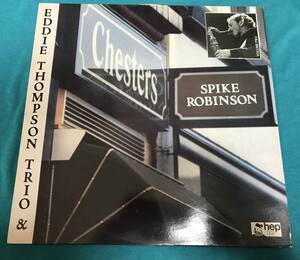 EDDIE THOMPSON TRIO &
Chesters
SPIKE
ROBINSON
hep